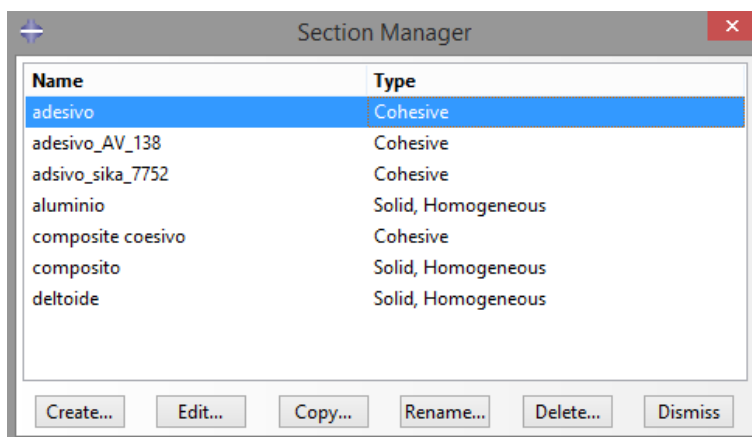 Section Manager
Name Type
adesivo Cohesive
adesivo_AV_138 Cohesive
adsivo_sika_7752 Cohesive
aluminio Solid, Homogeneous
composite coesivo Cohesive
composito Solid, Homogeneous
deltoide Solid, Homogeneous
Create... Edit... Copy... Rename... Delete... Dismiss